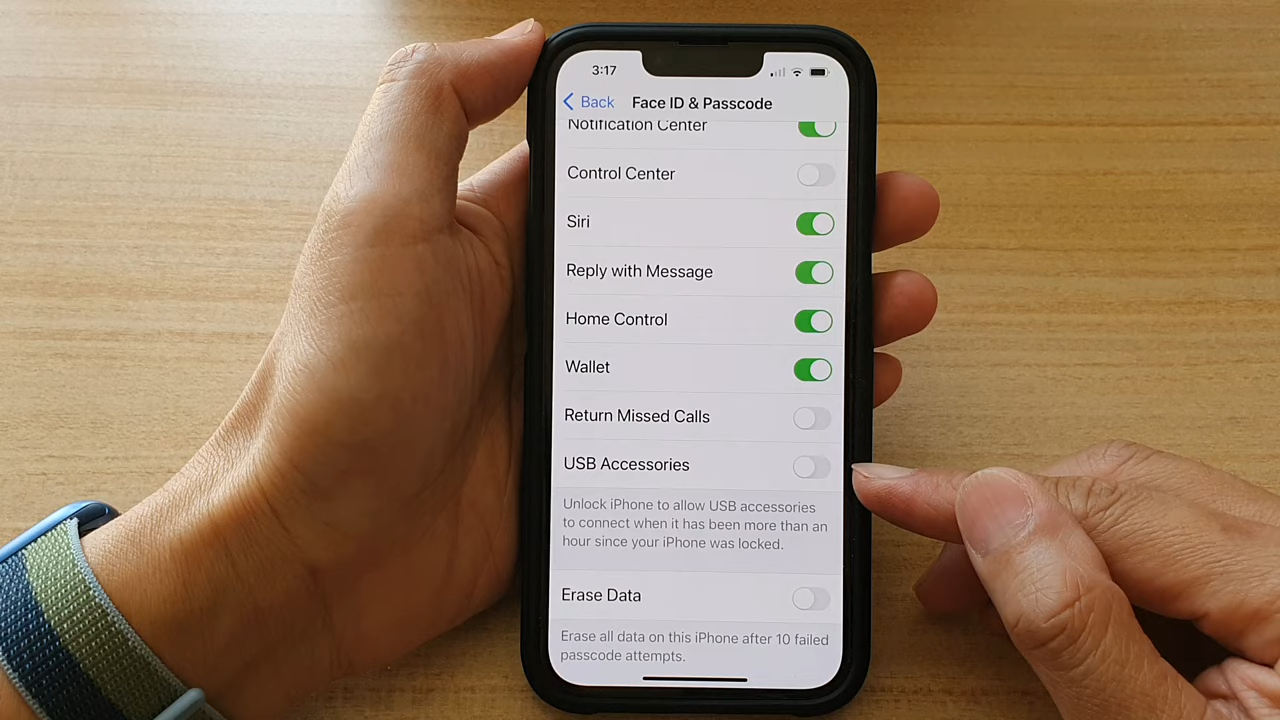 3:17
Back Face ID & Passcode
Notification Center
Control Center
Siri
Reply with Message
Home Control
Wallet
Return Missed Calls
USB Accessories
Unlock iPhone to allow USB accessories
to connect when it has been more than an
hour since your iPhone was locked.
Erase Data
Erase all data on this iPhone after 10 failed
passcode attempts.